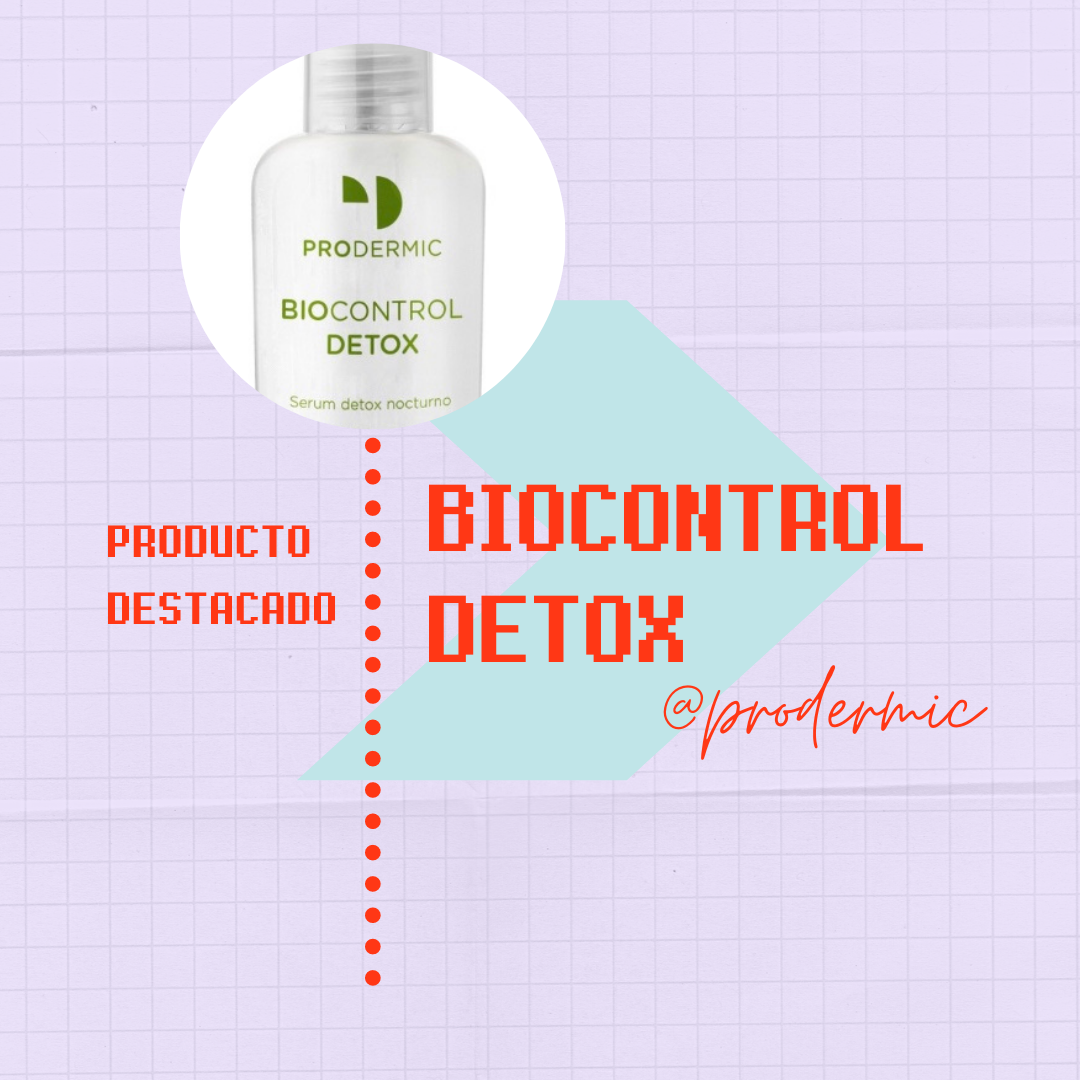 PRODERMIC
BIOCONTROL
DETOX
Serum detox nocturno
PRODUCTO
DESTACADO
BIOCONTROL
DETOX
@prodermic